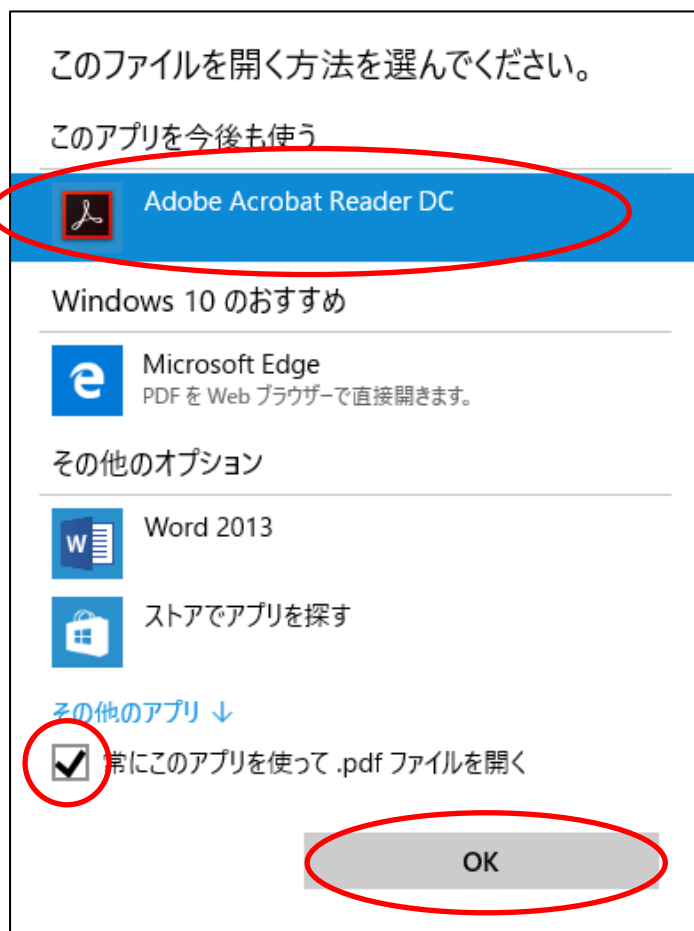 このファイルを開く方法を選んでください。
このアプリを今後も使う
Adobe Acrobat Reader DC
Windows 10 のおすすめ
Microsoft Edge
PDF を Web ブラウザーで直接開きます。
その他のオプション
Word 2013
ストアでアプリを探す
その他のアプリ ↓
常にこのアプリを使って .pdf ファイルを開く
OK